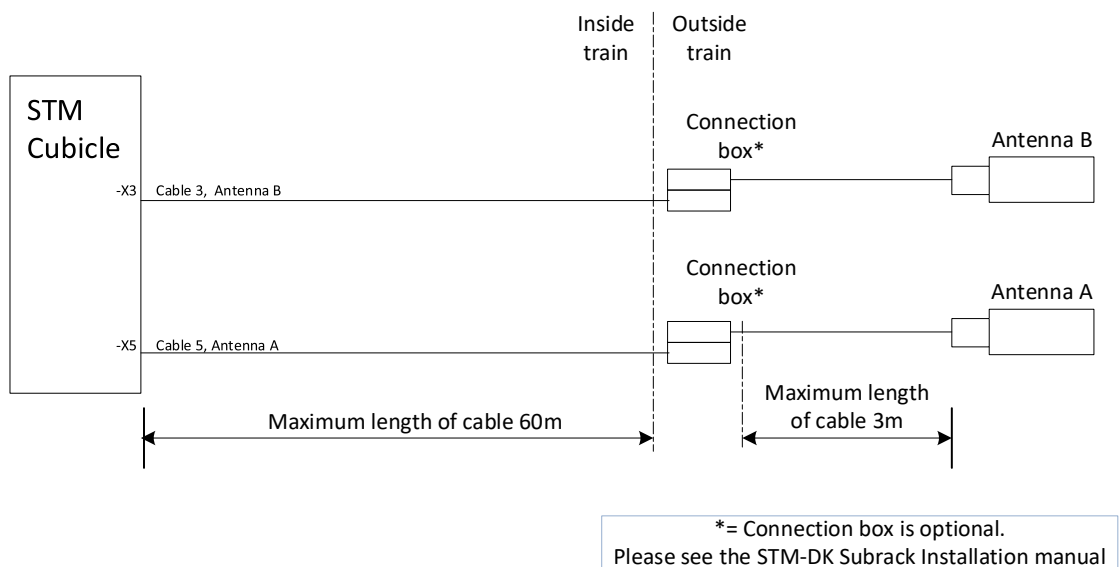 Inside
train
Outside
train
STM
Cubicle
Connection
box*
Antenna B
-X3
Cable 3, Antenna B
Connection
box*
Antenna A
-X5
Cable 5, Antenna A
Maximum length of cable 60m
Maximum length
of cable 3m
*= Connection box is optional.
Please see the STM-DK Subrack Installation manual